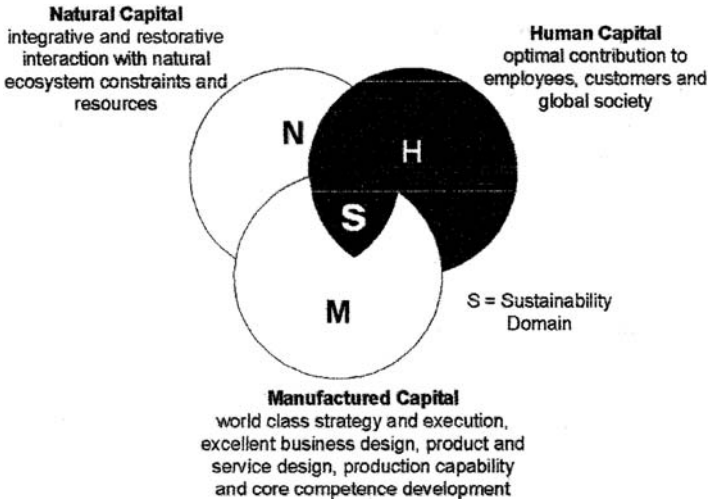 Natural Capital
integrative and restorative
interaction with natural
ecosystem constraints and
resources
Human Capital
optimal contribution to
employees, customers and
global society
N
H
S
M
S = Sustainability
Domain
Manufactured Capital
world class strategy and execution,
excellent business design, product and
service design, production capability
and core competence development